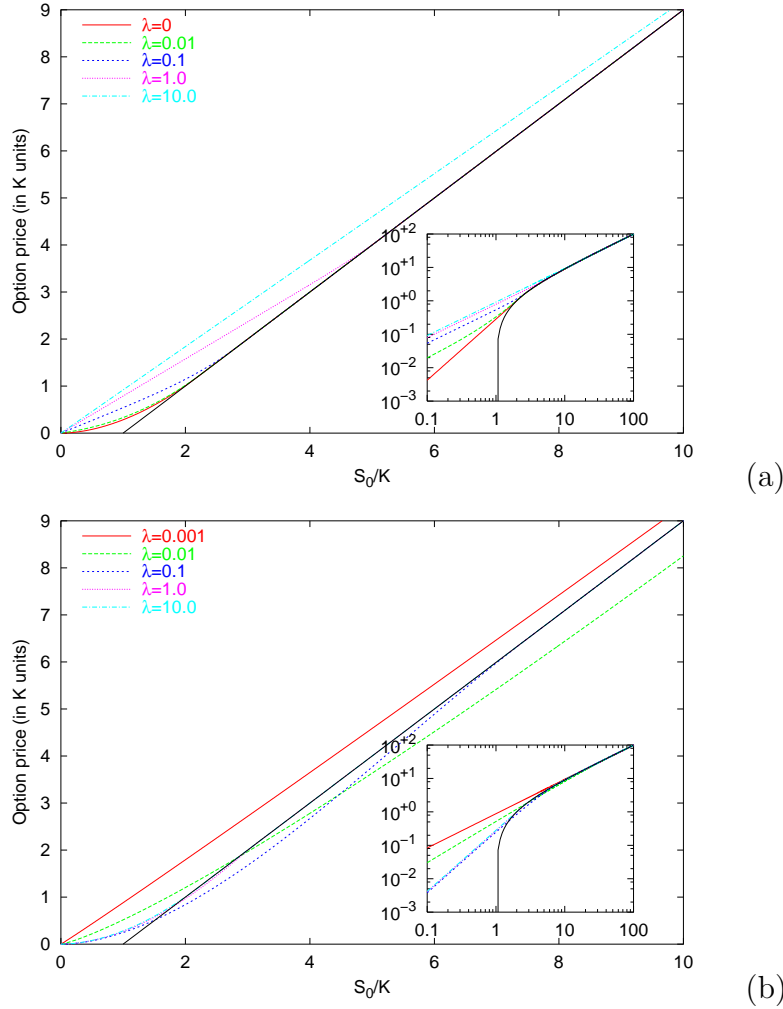 9
8
7
6
5
4
3
2
1
0
Option price (in K units)
λ=0
λ=0.01
λ=0.1
λ=1.0
λ=10.0
10⁺²
10⁺¹
10⁰
10⁻¹
10⁻²
10⁻³
0.1 1 10 100
0 2 4 6 8 10
S₀/K
(a)
9
8
7
6
5
4
3
2
1
0
Option price (in K units)
λ=0.001
λ=0.01
λ=0.1
λ=1.0
λ=10.0
10⁺²
10⁺¹
10⁰
10⁻¹
10⁻²
10⁻³
0.1 1 10 100
0 2 4 6 8 10
S₀/K
(b)